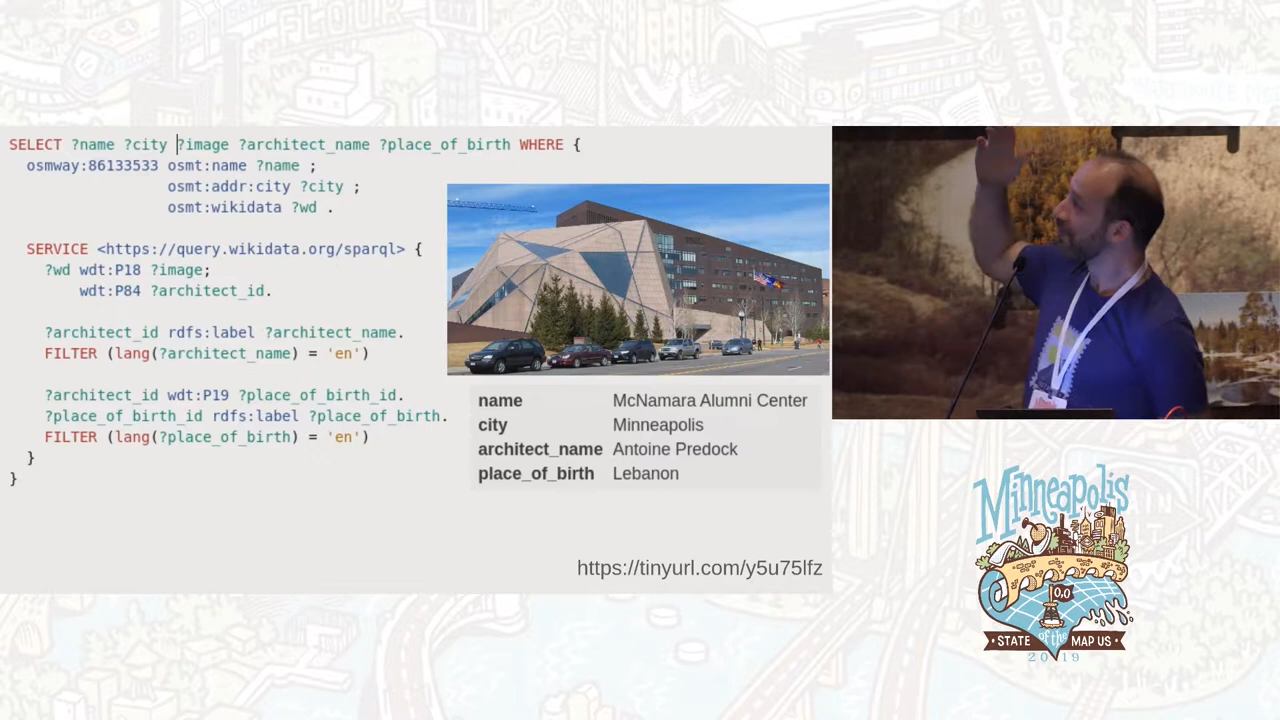 SELECT ?name ?city ?image ?architect_name ?place_of_birth WHERE {
osmway:86133533 osmt:name ?name ;
osmt:addr:city ?city ;
osmt:wikidata ?wd .
SERVICE <https://query.wikidata.org/sparql> {
?wd wdt:P18 ?image;
wdt:P84 ?architect_id.
?architect_id rdfs:label ?architect_name.
FILTER (lang(?architect_name) = 'en')
?architect_id wdt:P19 ?place_of_birth_id.
?place_of_birth_id rdfs:label ?place_of_birth.
FILTER (lang(?place_of_birth) = 'en')
}
}
name McNamara Alumni Center
city Minneapolis
architect_name Antoine Predock
place_of_birth Lebanon
https://tinyurl.com/y5u75lfz
Minneapolis
0,0
STATE of the MAP US
2019